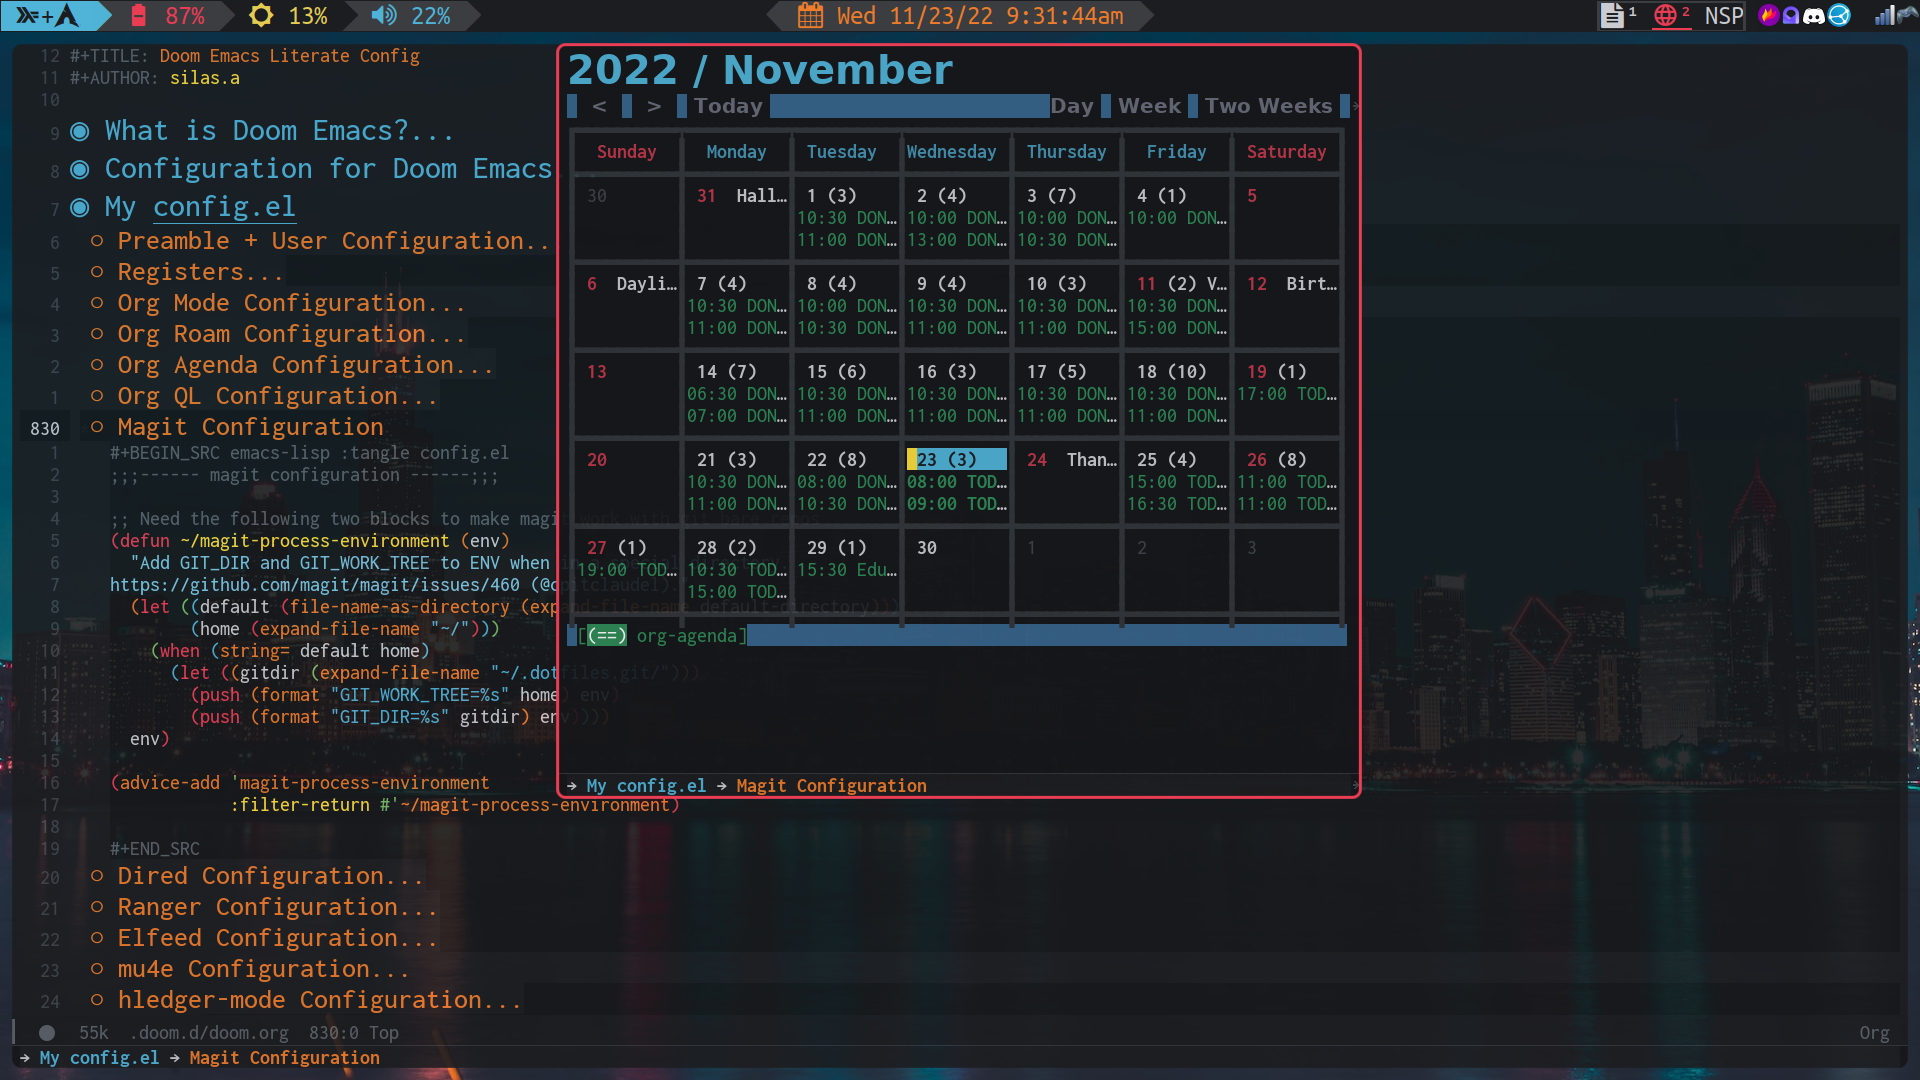 87% 13% 22% Wed 11/23/22 9:31:44am 1 2 NSP
12 #+TITLE: Doom Emacs Literate Config
11 #+AUTHOR: silas.a
10
9 What is Doom Emacs?...
8 Configuration for Doom Emacs...
7 My config.el
6 Preamble + User Configuration..
5 Registers...
4 Org Mode Configuration...
3 Org Roam Configuration...
2 Org Agenda Configuration...
1 Org QL Configuration...
830 Magit Configuration
1 #+BEGIN_SRC emacs-lisp :tangle config.el
2 ;;;------ magit configuration ------;;;
3
4 ;; Need the following two blocks to make magit work with git bare repos
5 (defun ~/magit-process-environment (env)
6 "Add GIT_DIR and GIT_WORK_TREE to ENV when in a special directory.
7 https://github.com/magit/magit/issues/460 (@cpitclaudel)."
8 (let ((default (file-name-as-directory (expand-file-name default-directory)))
9 (home (expand-file-name "~/")))
10 (when (string= default home)
11 (let ((gitdir (expand-file-name "~/.dotfiles.git/")))
12 (push (format "GIT_WORK_TREE=%s" home) env)
13 (push (format "GIT_DIR=%s" gitdir) env))))
14 env)
15
16 (advice-add 'magit-process-environment
17 :filter-return #'~/magit-process-environment)
18
19 #+END_SRC
20 Dired Configuration...
21 Ranger Configuration...
22 Elfeed Configuration...
23 mu4e Configuration...
24 hledger-mode Configuration...
55k .doom.d/doom.org 830:0 Top Org
→ My config.el → Magit Configuration
2022 / November
< > Today Day Week Two Weeks
Sunday Monday Tuesday Wednesday Thursday Friday Saturday
30 31 Hall… 1 (3) 2 (4) 3 (7) 4 (1) 5
10:30 DON… 10:00 DON… 10:00 DON… 10:00 DON…
11:00 DON… 13:00 DON… 10:30 DON…
6 Dayli… 7 (4) 8 (4) 9 (4) 10 (3) 11 (2) V… 12 Birt…
10:30 DON… 10:00 DON… 10:30 DON… 10:30 DON… 10:30 DON…
11:00 DON… 10:30 DON… 11:00 DON… 11:00 DON… 15:00 DON…
13 14 (7) 15 (6) 16 (3) 17 (5) 18 (10) 19 (1)
06:30 DON… 10:30 DON… 10:30 DON… 10:30 DON… 10:30 DON… 17:00 TOD…
07:00 DON… 11:00 DON… 11:00 DON… 11:00 DON… 11:00 DON…
20 21 (3) 22 (8) 23 (3) 24 Than… 25 (4) 26 (8)
10:30 DON… 08:00 DON… 08:00 TOD… 15:00 TOD… 11:00 TOD…
11:00 DON… 10:30 DON… 09:00 TOD… 16:30 TOD… 11:00 TOD…
27 (1) 28 (2) 29 (1) 30 1 2 3
19:00 TOD… 10:30 TOD… 15:30 Edu…
15:00 TOD…
[(==) org-agenda]
→ My config.el → Magit Configuration